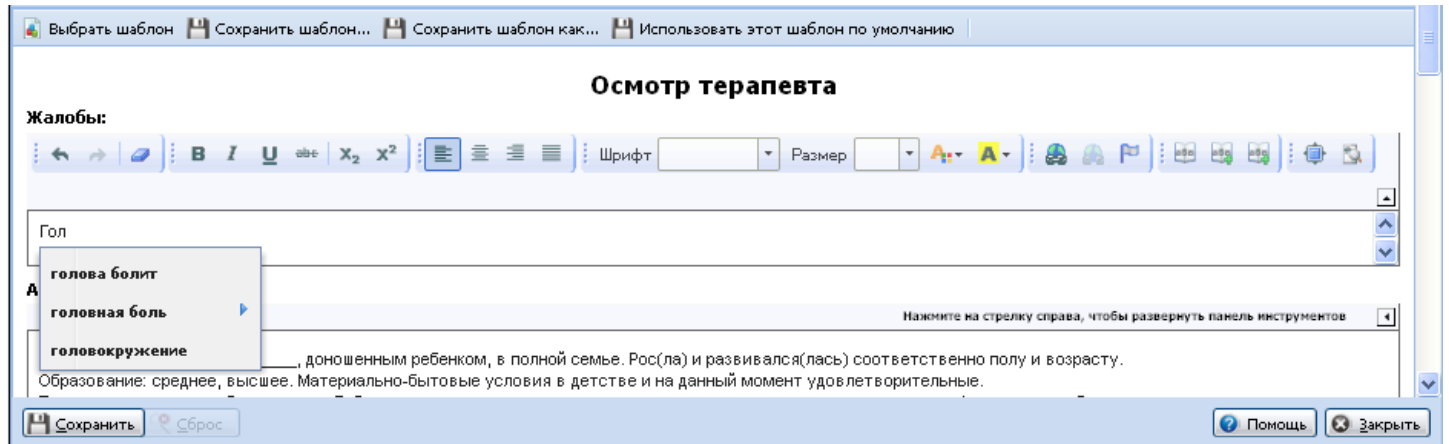 Выбрать шаблон Сохранить шаблон... Сохранить шаблон как... Использовать этот шаблон по умолчанию
Осмотр терапевта
Жалобы:
B I U abc X₂ X² Шрифт Размер A A
Гол
голова болит
А
головная боль
Нажмите на стрелку справа, чтобы развернуть панель инструментов
головокружение
, доношенным ребенком, в полной семье. Рос(ла) и развивался(лась) соответственно полу и возрасту.
Образование: среднее, высшее. Материально-бытовые условия в детстве и на данный момент удовлетворительные.
Сохранить Сброс Помощь Закрыть